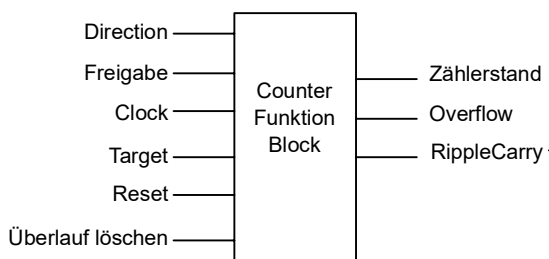 Direction
Freigabe
Clock
Target
Reset
Überlauf löschen
Counter
Funktion
Block
Zählerstand
Overflow
RippleCarry